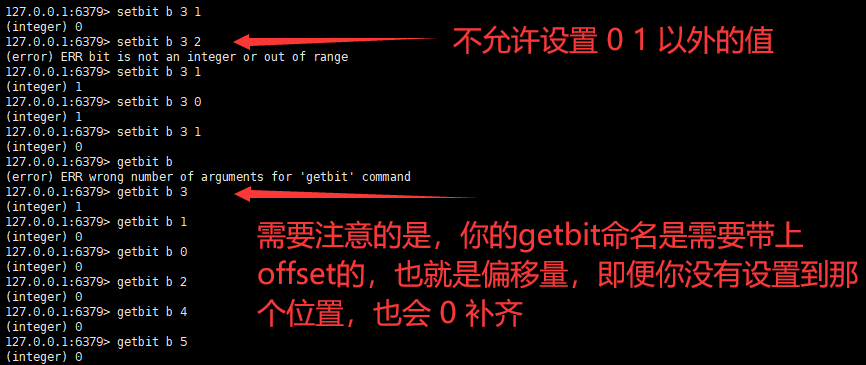 127.0.0.1:6379> setbit b 3 1
(integer) 0
127.0.0.1:6379> setbit b 3 2
(error) ERR bit is not an integer or out of range
不允许设置 0 1 以外的值
127.0.0.1:6379> setbit b 3 1
(integer) 1
127.0.0.1:6379> setbit b 3 0
(integer) 1
127.0.0.1:6379> setbit b 3 1
(integer) 0
127.0.0.1:6379> getbit b
(error) ERR wrong number of arguments for 'getbit' command
127.0.0.1:6379> getbit b 3
(integer) 1
127.0.0.1:6379> getbit b 1
(integer) 0
127.0.0.1:6379> getbit b 0
(integer) 0
127.0.0.1:6379> getbit b 2
(integer) 0
127.0.0.1:6379> getbit b 4
(integer) 0
127.0.0.1:6379> getbit b 5
(integer) 0
需要注意的是，你的getbit命名是需要带上
offset的，也就是偏移量，即便你没有设置到那
个位置，也会 0 补齐